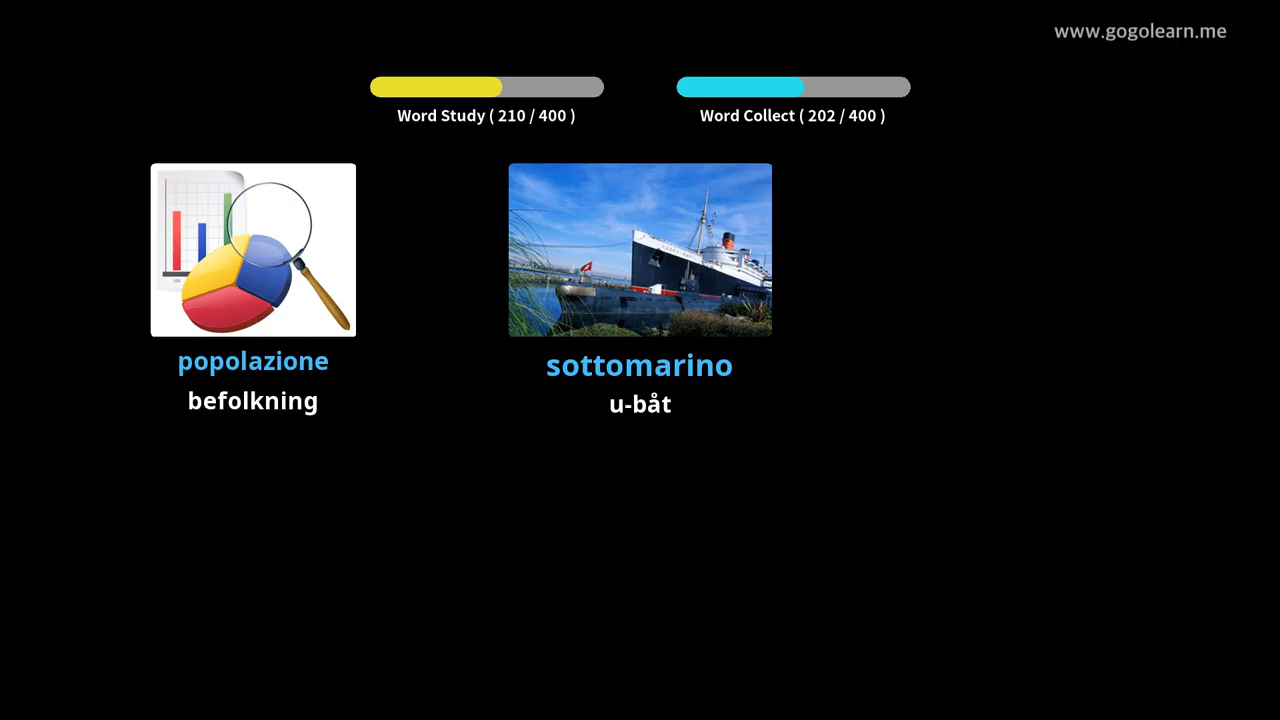 www.gogolearn.me
Word Study ( 210 / 400 )
Word Collect ( 202 / 400 )
popolazione
befolkning
sottomarino
u-båt